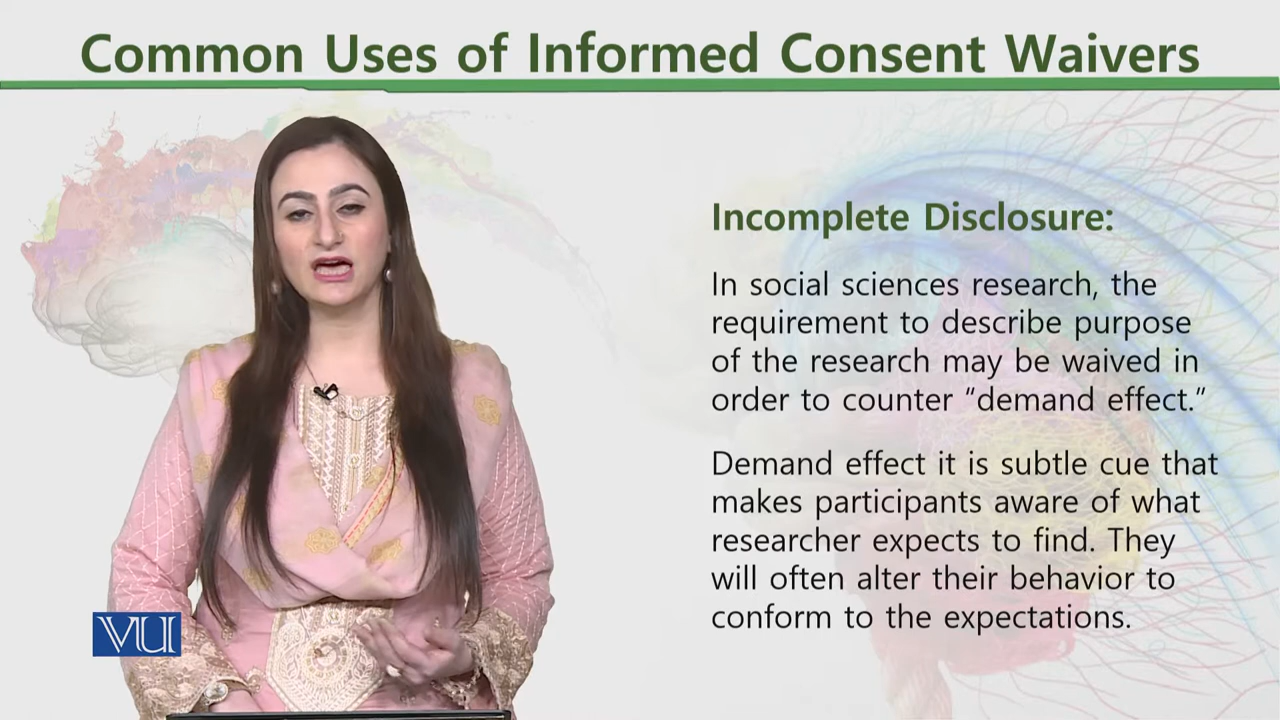 Common Uses of Informed Consent Waivers
Incomplete Disclosure:
In social sciences research, the
requirement to describe purpose
of the research may be waived in
order to counter “demand effect.“
Demand effect it is subtle cue that
makes participants aware of what
researcher expects to find. They
will often alter their behavior to
conform to the expectations.
VU